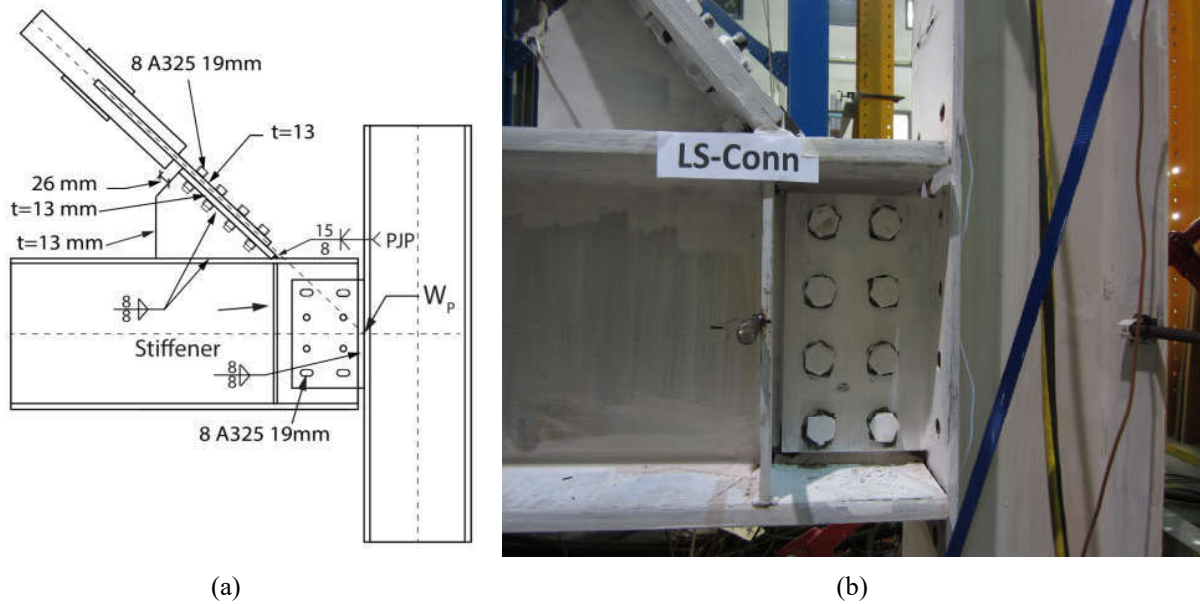 8 A325 19mm
t=13
26 mm
t=13 mm
t=13 mm
15
8
PJP
8
8
W_P
Stiffener
8
8
8 A325 19mm
LS-Conn
(a)
(b)